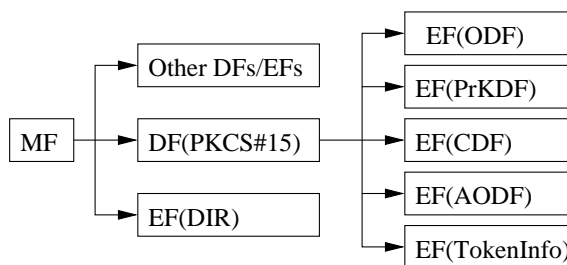 EF(ODF)
Other DFs/EFs
EF(PrKDF)
MF
DF(PKCS#15)
EF(CDF)
EF(AODF)
EF(DIR)
EF(TokenInfo)